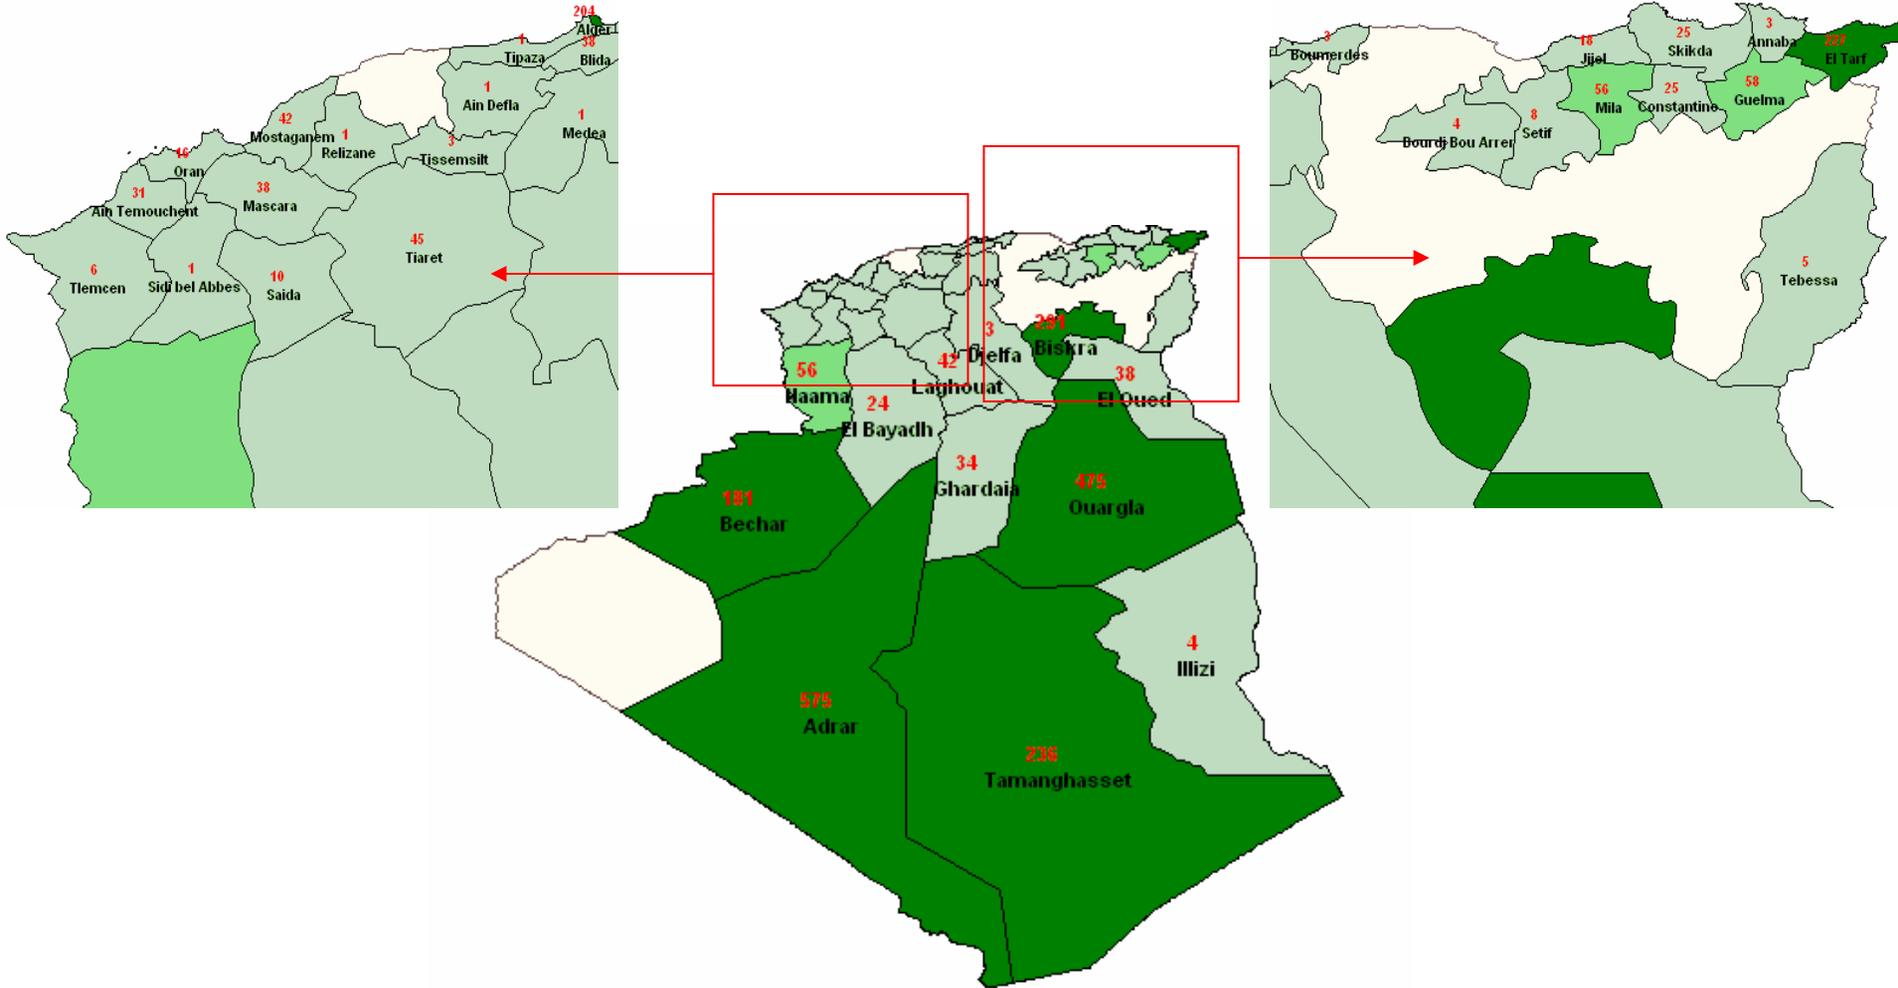 204
Alger
1
Tipaza
38
Blida
1
Ain Defla
1
Medea
42
Mostaganem
1
Relizane
3
Tissemsilt
16
Oran
31
Ain Temouchent
38
Mascara
45
Tiaret
6
Tlemcen
1
Sidi bel Abbes
10
Saida
3
Boumerdes
18
Jijel
25
Skikda
3
Annaba
El Tarf
56
Mila
25
Constantine
58
Guelma
4
Bourdj Bou Arrer
8
Setif
5
Tebessa
3
Djelfa
291
Biskra
42
Laghouat
38
El Oued
56
Naama
24
El Bayadh
34
Ghardaia
475
Ouargla
Bechar
4
Illizi
575
Adrar
Tamanghasset